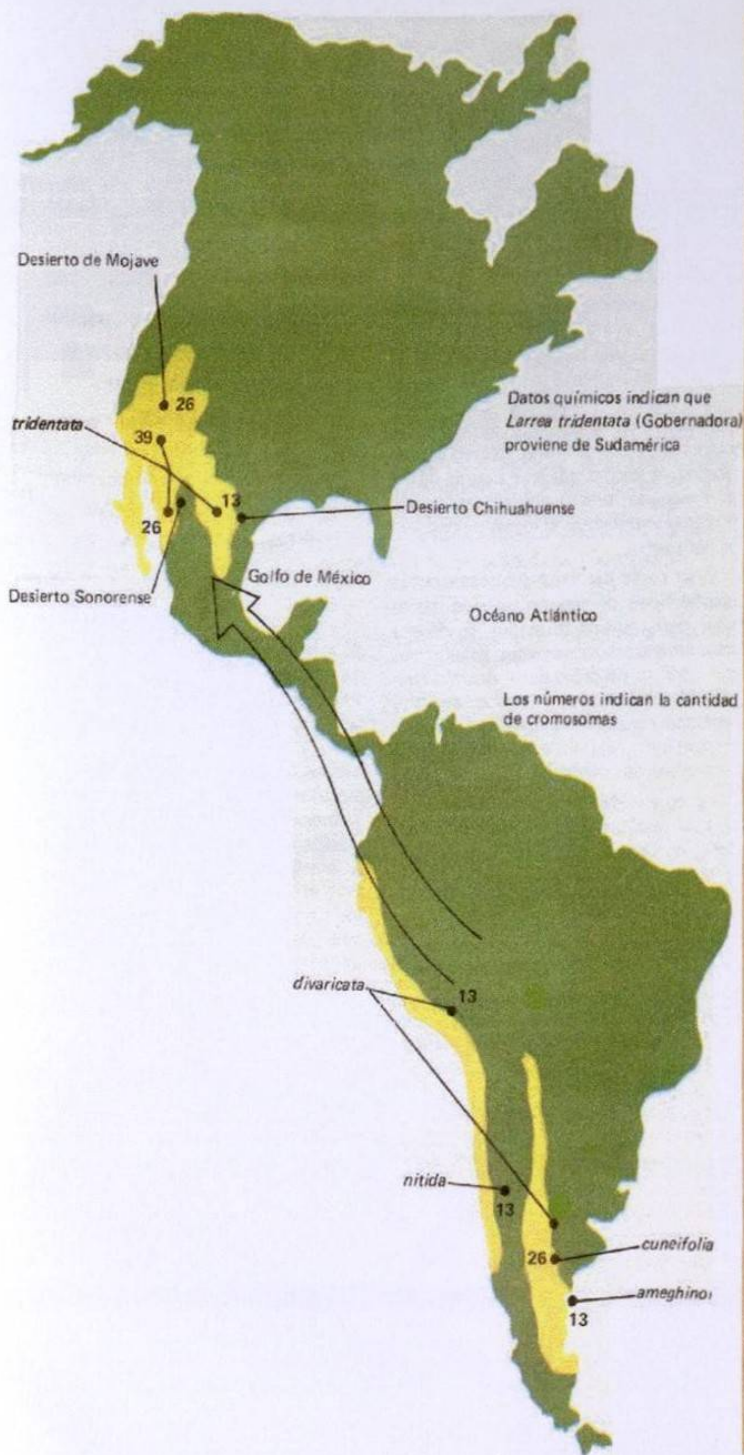 Desierto de Mojave
26
Datos químicos indican que
Larrea tridentata (Gobernadora)
proviene de Sudamérica
tridentata
39
13
Desierto Chihuahuense
26
Golfo de México
Desierto Sonorense
Océano Atlántico
Los números indican la cantidad
de cromosomas
divaricata
13
nitida
13
cuneifolia
26
ameghinoi
13